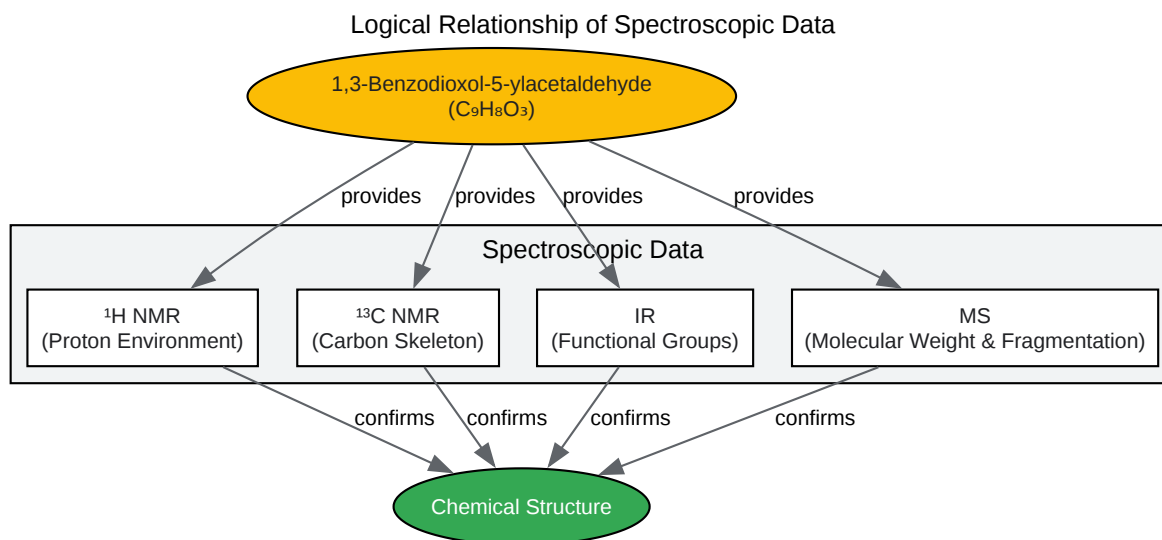 Logical Relationship of Spectroscopic Data
1,3-Benzodioxol-5-ylacetaldehyde
(C₉H₈O₃)
provides
provides
provides
provides
Spectroscopic Data
¹H NMR
(Proton Environment)
¹³C NMR
(Carbon Skeleton)
IR
(Functional Groups)
MS
(Molecular Weight & Fragmentation)
confirms
confirms
confirms
confirms
Chemical Structure